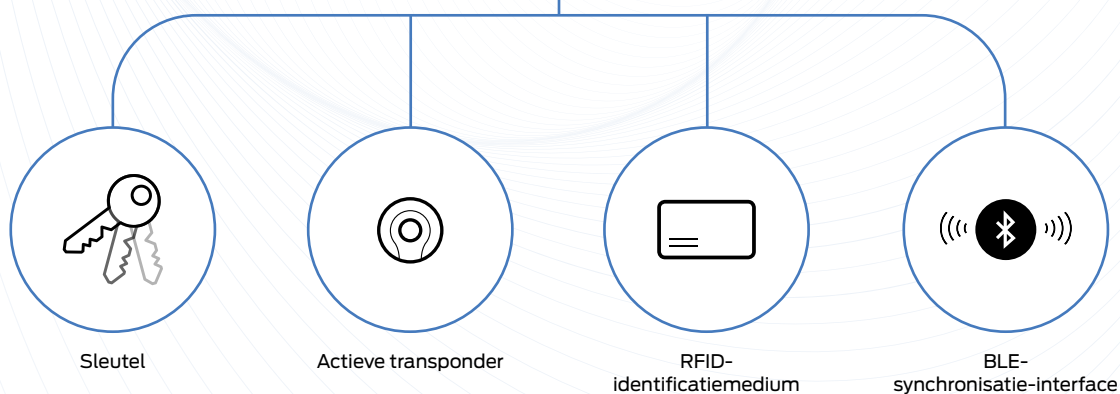 Sleutel
Actieve transponder
RFID-
identificatiemedium
BLE-
synchronisatie-interface